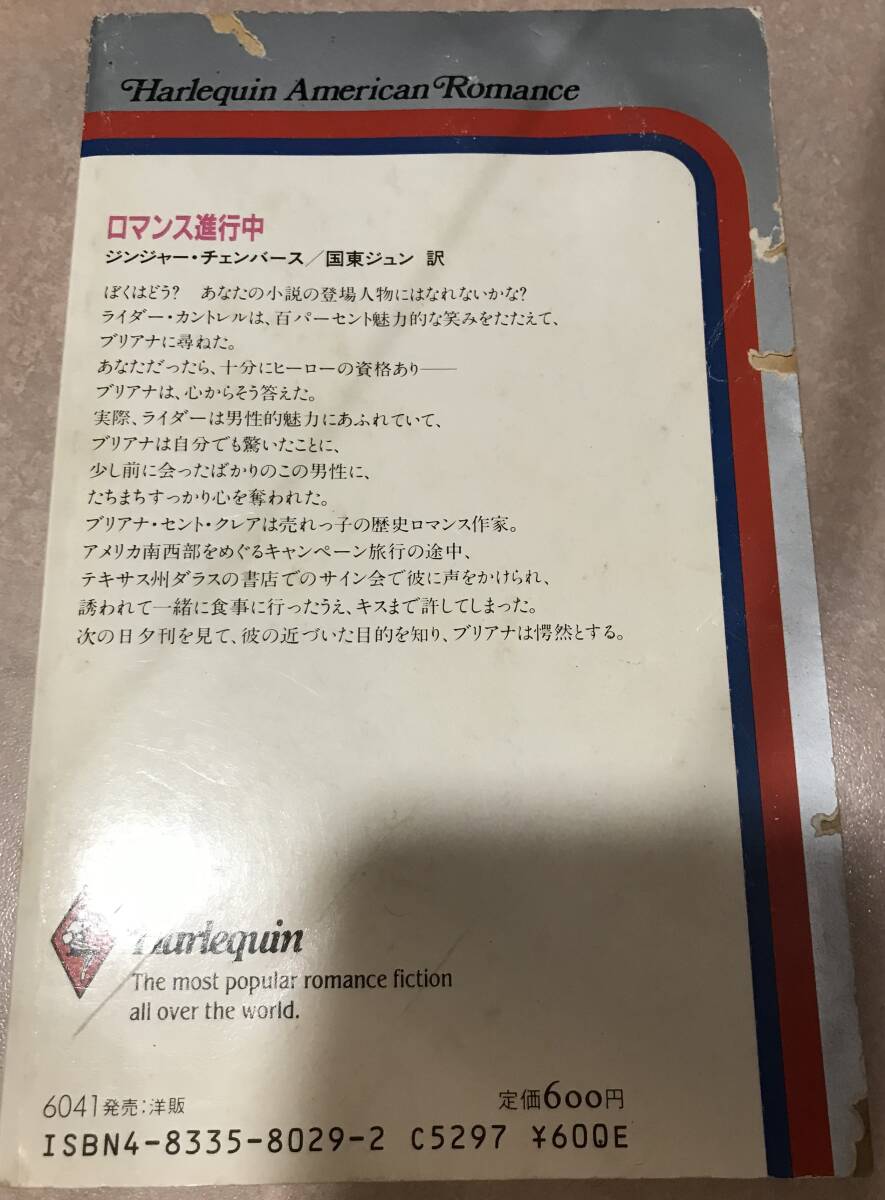 Harlequin American Romance
ロマンス進行中
ジンジャー・チェンバース／国東ジュン 訳
ぼくはどう？ あなたの小説の登場人物にはなれないかな？
ライダー・カントレルは、百パーセント魅力的な笑みをたたえて、
ブリアナに尋ねた。
あなただったら、十分にヒーローの資格あり──
ブリアナは、心からそう答えた。
実際、ライダーは男性的魅力にあふれていて、
ブリアナは自分でも驚いたことに、
少し前に会ったばかりのこの男性に、
たちまちすっかり心を奪われた。
ブリアナ・セント・クレアは売れっ子の歴史ロマンス作家。
アメリカ南西部をめぐるキャンペーン旅行の途中、
テキサス州ダラスの書店でのサイン会で彼に声をかけられ、
誘われて一緒に食事に行ったうえ、キスまで許してしまった。
次の日夕刊を見て、彼の近づいた目的を知り、ブリアナは愕然とする。
Harlequin
The most popular romance fiction
all over the world.
6041 発売：洋販
定価600円
ISBN4-8335-8029-2 C5297 ¥600E